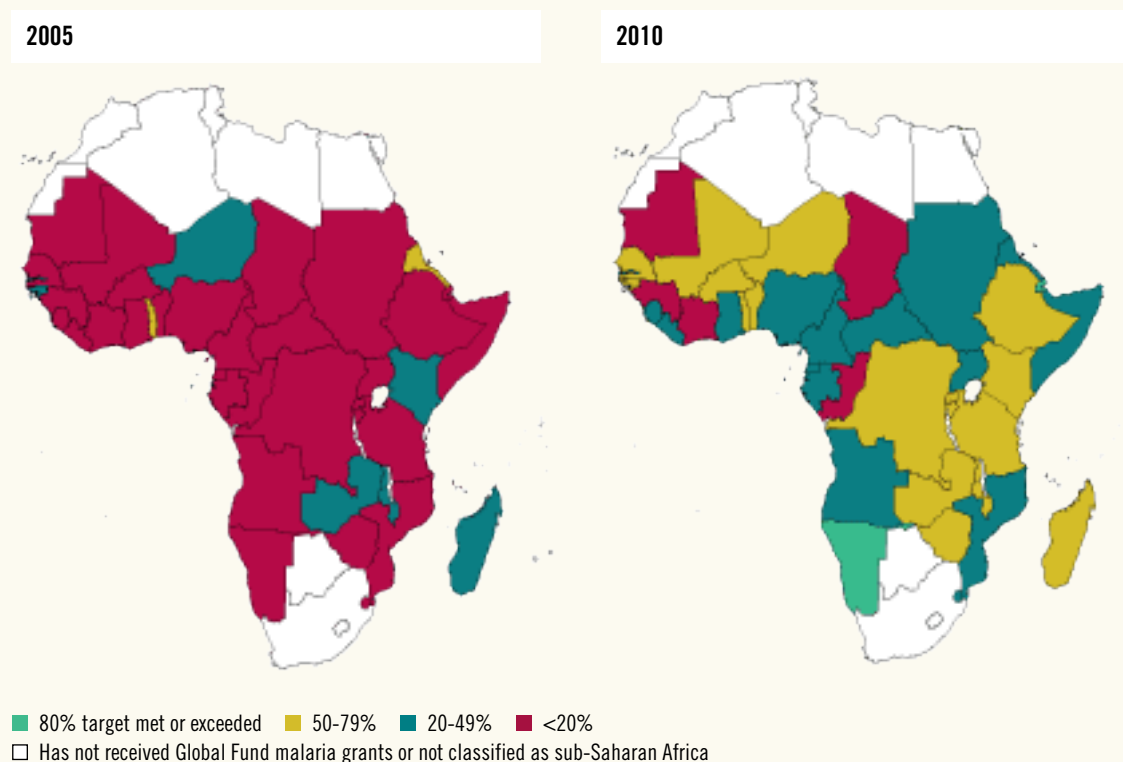 2005
2010
80% target met or exceeded
50-79%
20-49%
<20%
Has not received Global Fund malaria grants or not classified as sub-Saharan Africa